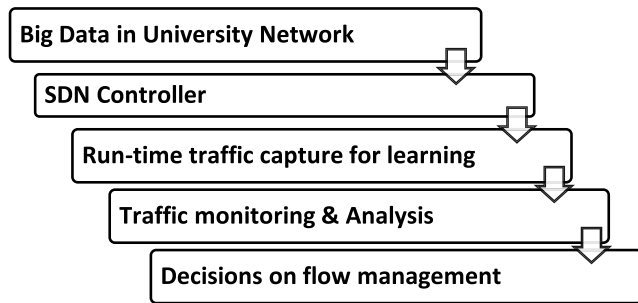 Big Data in University Network
SDN Controller
Run-time traffic capture for learning
Traffic monitoring & Analysis
Decisions on flow management